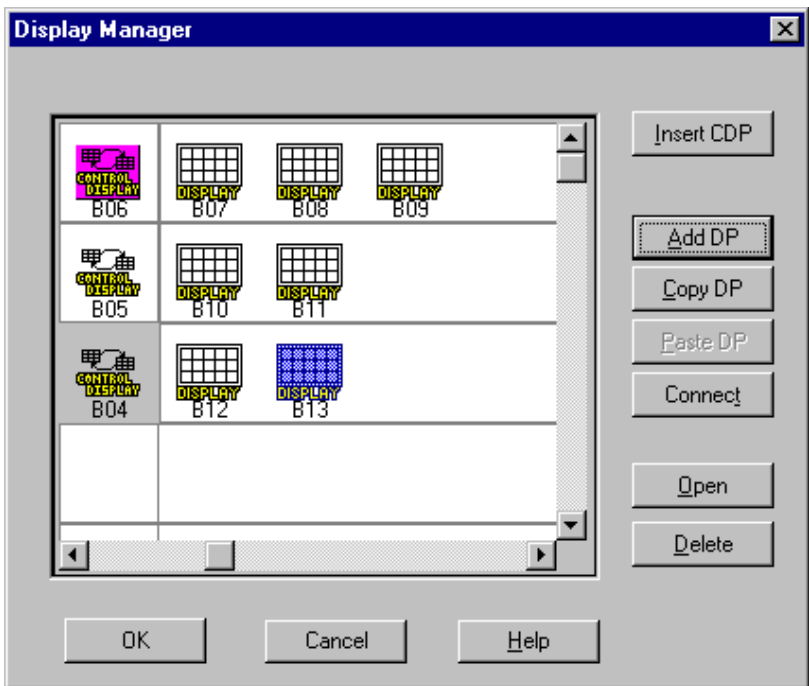 Display Manager
Insert CDP
CONTROL
DISPLAY
B06
DISPLAY
B07
DISPLAY
B08
DISPLAY
B09
Add DP
Copy DP
CONTROL
DISPLAY
B05
DISPLAY
B10
DISPLAY
B11
Paste DP
Connect
CONTROL
DISPLAY
B04
DISPLAY
B12
DISPLAY
B13
Open
Delete
OK
Cancel
Help